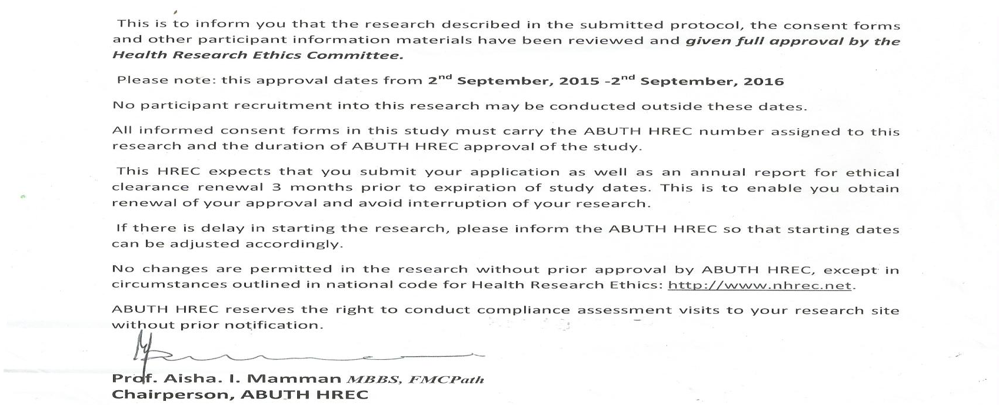 This is to inform you that the research described in the submitted protocol, the consent forms
and other participant information materials have been reviewed and given full approval by the
Health Research Ethics Committee.
Please note: this approval dates from 2nd September, 2015 -2nd September, 2016
No participant recruitment into this research may be conducted outside these dates.
All informed consent forms in this study must carry the ABUTH HREC number assigned to this
research and the duration of ABUTH HREC approval of the study.
This HREC expects that you submit your application as well as an annual report for ethical
clearance renewal 3 months prior to expiration of study dates. This is to enable you obtain
renewal of your approval and avoid interruption of your research.
If there is delay in starting the research, please inform the ABUTH HREC so that starting dates
can be adjusted accordingly.
No changes are permitted in the research without prior approval by ABUTH HREC, except in
circumstances outlined in national code for Health Research Ethics: http://www.nhrec.net.
ABUTH HREC reserves the right to conduct compliance assessment visits to your research site
without prior notification.
Prof. Aisha. I. Mamman MBBS, FMCPath
Chairperson, ABUTH HREC